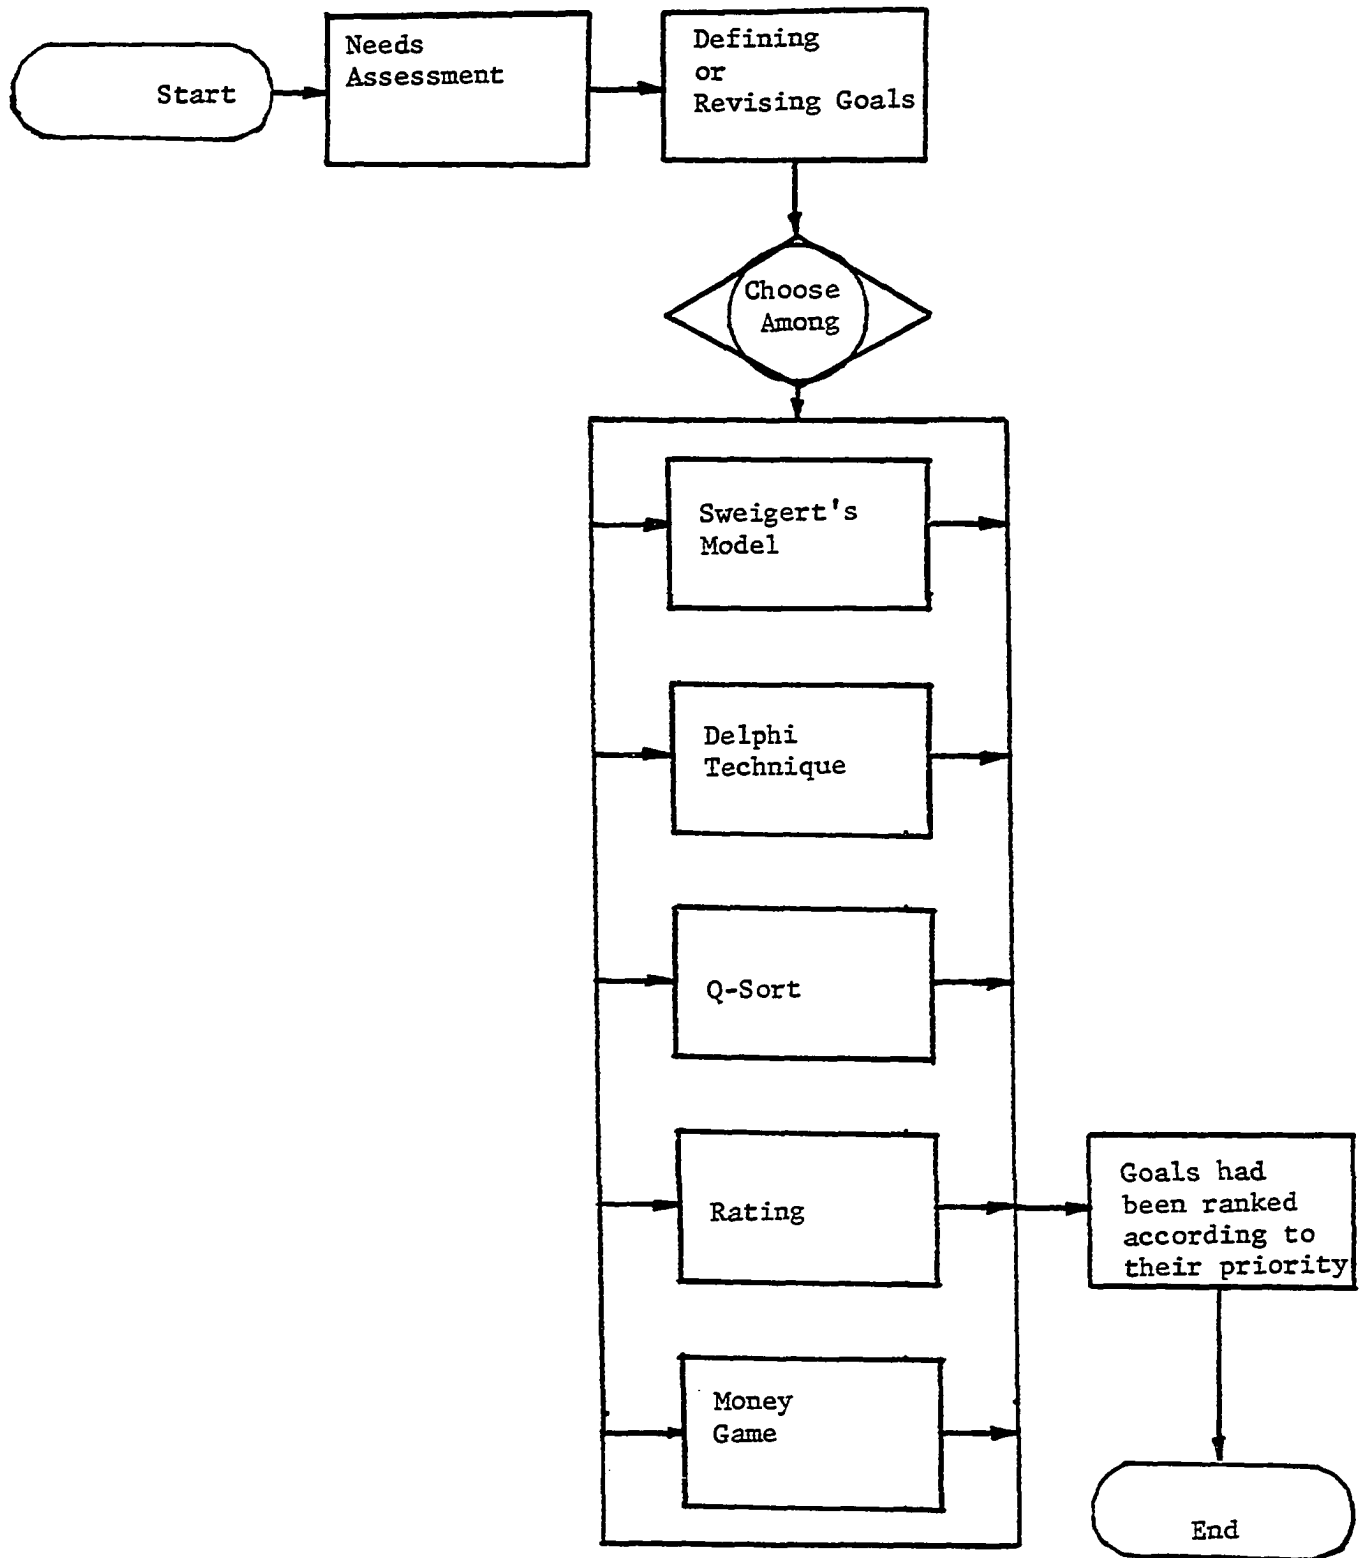 Start
Needs
Assessment
Defining
or
Revising Goals
Choose
Among
Sweigert's
Model
Delphi
Technique
Q-Sort
Rating
Goals had
been ranked
according to
their priority
Money
Game
End